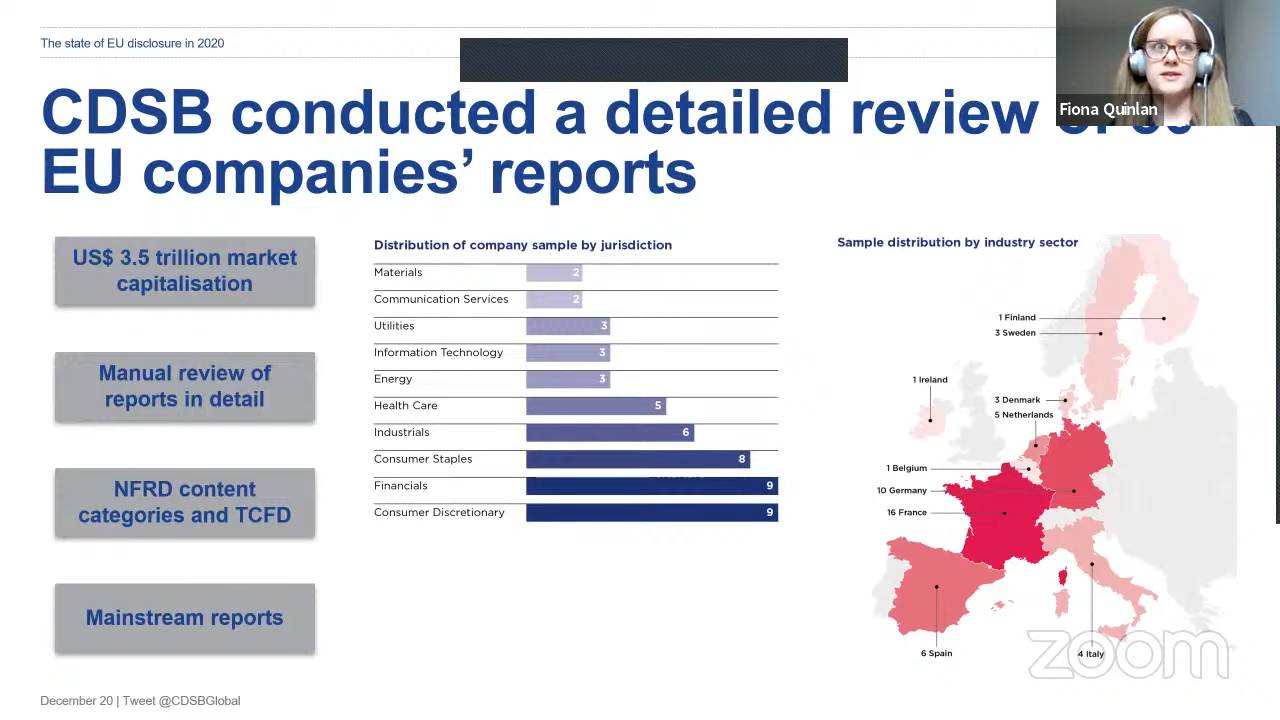 The state of EU disclosure in 2020
Fiona Quinlan
CDSB conducted a detailed review
EU companies’ reports
US$ 3.5 trillion market
capitalisation
Manual review of
reports in detail
NFRD content
categories and TCFD
Mainstream reports
Distribution of company sample by jurisdiction
Materials 2
Communication Services 2
Utilities 3
Information Technology 3
Energy 3
Health Care 5
Industrials 6
Consumer Staples 8
Financials 9
Consumer Discretionary 9
Sample distribution by industry sector
1 Finland
3 Sweden
1 Ireland
3 Denmark
5 Netherlands
1 Belgium
10 Germany
16 France
6 Spain
4 Italy
zoom
December 20 | Tweet @CDSBGlobal